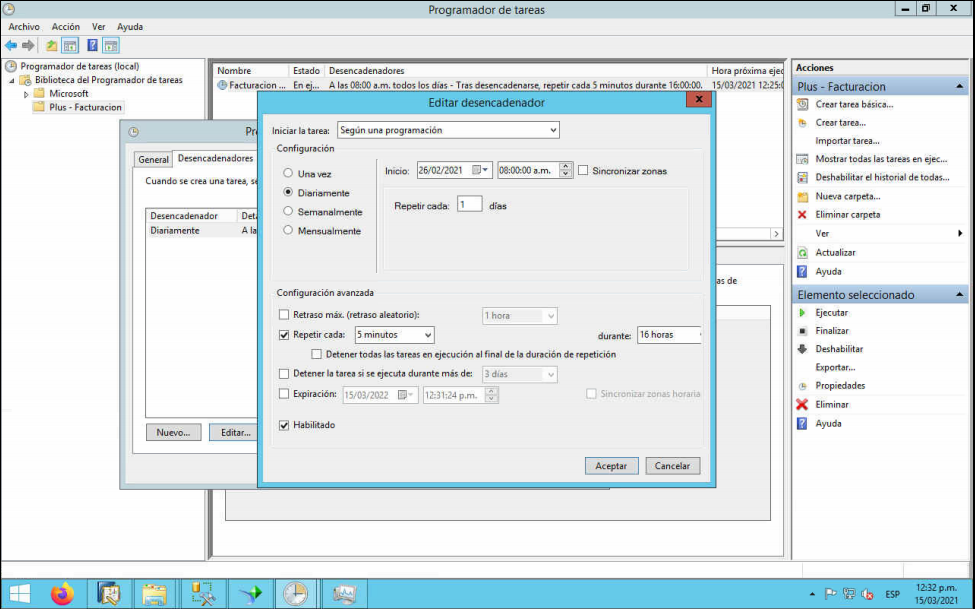 Programador de tareas
Archivo Acción Ver Ayuda
Programador de tareas (local)
Biblioteca del Programador de tareas
Microsoft
Plus - Facturacion
Nombre Estado Desencadenadores Hora próxima ejec
Facturacion ... En ej... A las 08:00 a.m. todos los días - Tras desencadenarse, repetir cada 5 minutos durante 16:00:00. 15/03/2021 12:25:0
General Desencadenadores
Cuando se crea una tarea, se
Desencadenador Deta
Diariamente A la
Nuevo... Editar...
as de
Editar desencadenador
Iniciar la tarea: Según una programación
Configuración
Una vez
Diariamente
Semanalmente
Mensualmente
Inicio: 26/02/2021 08:00:00 a.m. Sincronizar zonas
Repetir cada: 1 días
Configuración avanzada
Retraso máx. (retraso aleatorio): 1 hora
Repetir cada: 5 minutos durante: 16 horas
Detener todas las tareas en ejecución al final de la duración de repetición
Detener la tarea si se ejecuta durante más de: 3 días
Expiración: 15/03/2022 12:31:24 p.m. Sincronizar zonas horaria
Habilitado
Aceptar Cancelar
Acciones
Plus - Facturacion
Crear tarea básica...
Crear tarea...
Importar tarea...
Mostrar todas las tareas en ejec...
Deshabilitar el historial de todas...
Nueva carpeta...
Eliminar carpeta
Ver
Actualizar
Ayuda
Elemento seleccionado
Ejecutar
Finalizar
Deshabilitar
Exportar...
Propiedades
Eliminar
Ayuda
ESP
12:32 p.m.
15/03/2021